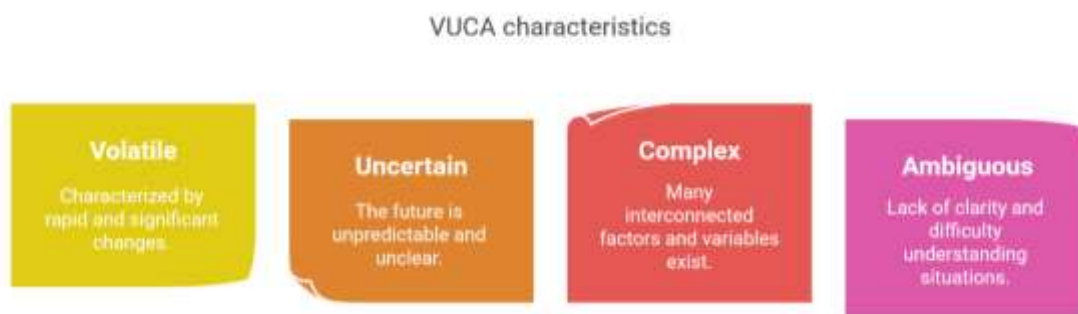 VUCA characteristics
Volatile
Characterized by
rapid and significant
changes.
Uncertain
The future is
unpredictable and
unclear.
Complex
Many
interconnected
factors and variables
exist.
Ambiguous
Lack of clarity and
difficulty
understanding
situations.